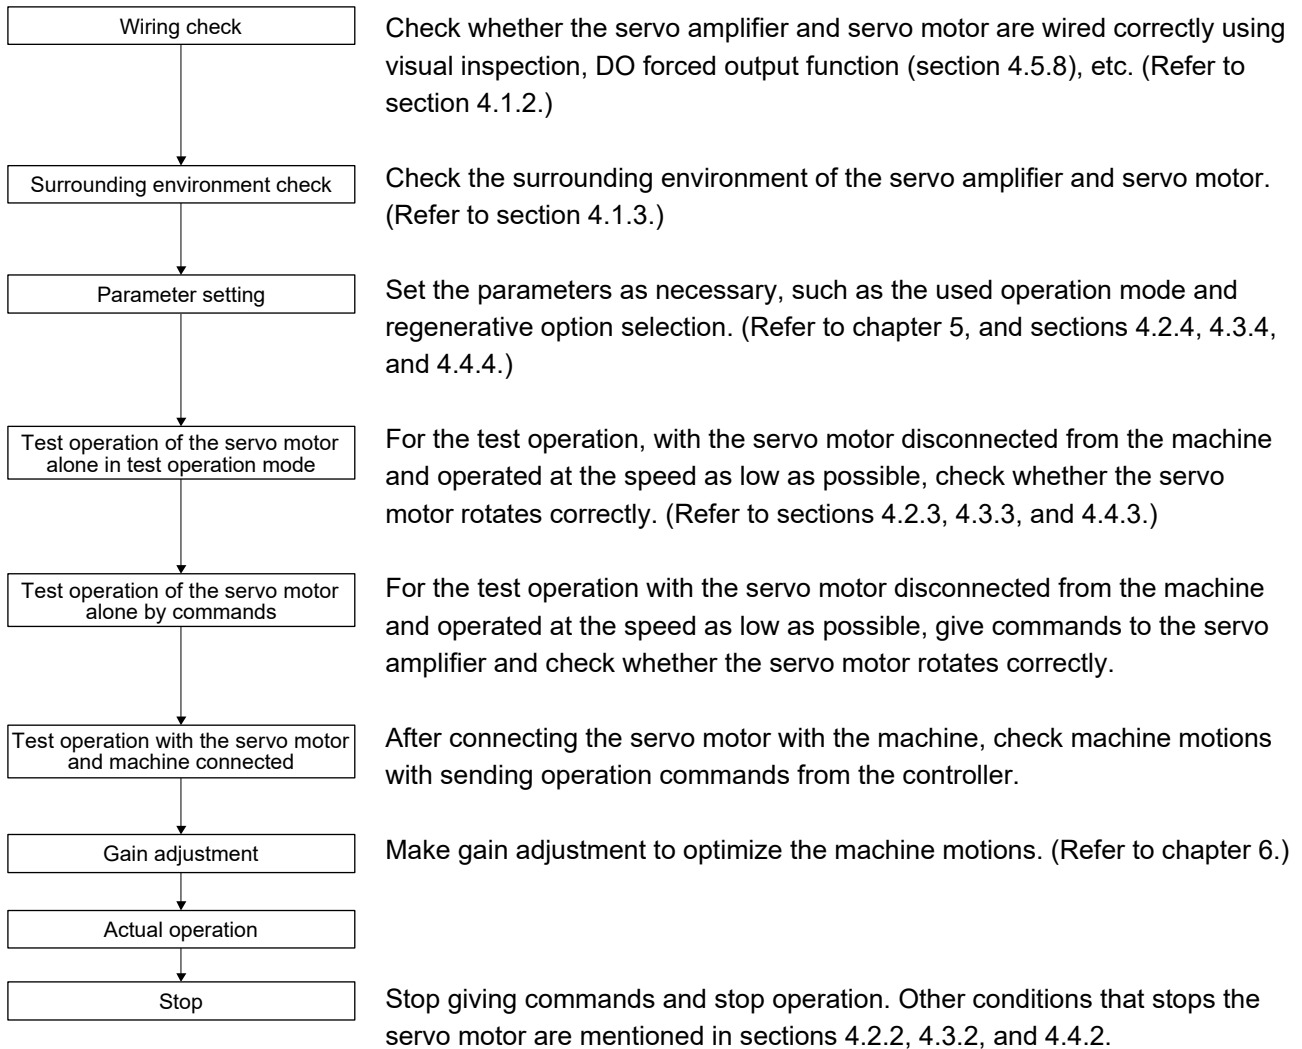 Wiring check
Check whether the servo amplifier and servo motor are wired correctly using
visual inspection, DO forced output function (section 4.5.8), etc. (Refer to
section 4.1.2.)
Surrounding environment check
Check the surrounding environment of the servo amplifier and servo motor.
(Refer to section 4.1.3.)
Parameter setting
Set the parameters as necessary, such as the used operation mode and
regenerative option selection. (Refer to chapter 5, and sections 4.2.4, 4.3.4,
and 4.4.4.)
Test operation of the servo motor
alone in test operation mode
For the test operation, with the servo motor disconnected from the machine
and operated at the speed as low as possible, check whether the servo
motor rotates correctly. (Refer to sections 4.2.3, 4.3.3, and 4.4.3.)
Test operation of the servo motor
alone by commands
For the test operation with the servo motor disconnected from the machine
and operated at the speed as low as possible, give commands to the servo
amplifier and check whether the servo motor rotates correctly.
Test operation with the servo motor
and machine connected
After connecting the servo motor with the machine, check machine motions
with sending operation commands from the controller.
Gain adjustment
Make gain adjustment to optimize the machine motions. (Refer to chapter 6.)
Actual operation
Stop
Stop giving commands and stop operation. Other conditions that stops the
servo motor are mentioned in sections 4.2.2, 4.3.2, and 4.4.2.